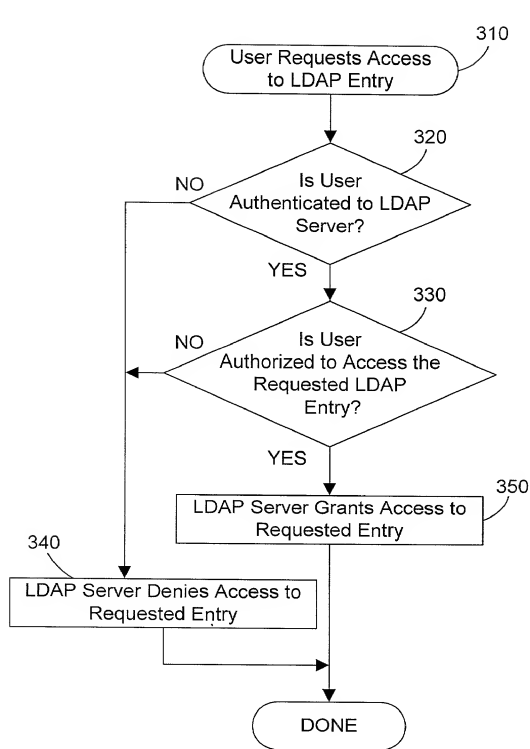 310
User Requests Access
to LDAP Entry
320
NO
Is User
Authenticated to LDAP
Server?
YES
330
NO
Is User
Authorized to Access the
Requested LDAP
Entry?
YES
350
LDAP Server Grants Access to
Requested Entry
340
LDAP Server Denies Access to
Requested Entry
DONE